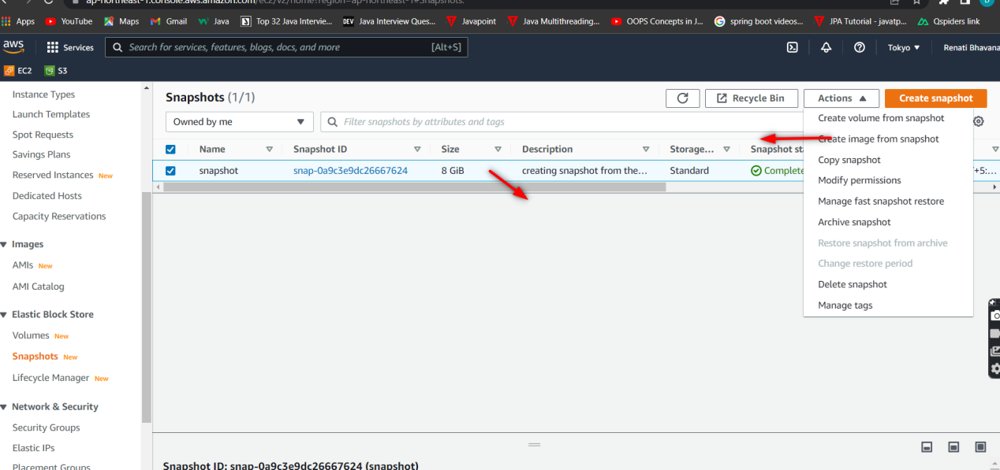 ap-northeast-1.console.aws.amazon.com/ec2/v2/home?region=ap-northeast-1#Snapshots:
Apps YouTube Maps Gmail Java Top 32 Java Intervie... DEV Java Interview Ques... Javapoint Java Multithreading... OOPS Concepts in J... spring boot videos... JPA Tutorial - javatp... Qspiders link
aws Services Search for services, features, blogs, docs, and more [Alt+S] Tokyo ▼ Renati Bhavana
EC2 S3
Instance Types
Launch Templates
Spot Requests
Savings Plans
Reserved Instances New
Dedicated Hosts
Capacity Reservations
Images
AMIs New
AMI Catalog
Elastic Block Store
Volumes New
Snapshots New
Lifecycle Manager New
Network & Security
Security Groups
Elastic IPs
Placement Groups
Snapshots (1/1) Recycle Bin Actions Create snapshot
Owned by me Filter snapshots by attributes and tags
Name Snapshot ID Size Description Storage... Snapshot sta
snapshot snap-0a9c3e9dc26667624 8 GiB creating snapshot from the... Standard Complete +5:...
Create volume from snapshot
Create image from snapshot
Copy snapshot
Modify permissions
Manage fast snapshot restore
Archive snapshot
Restore snapshot from archive
Change restore period
Delete snapshot
Manage tags
Snapshot ID: snap-0a9c3e9dc26667624 (snapshot)